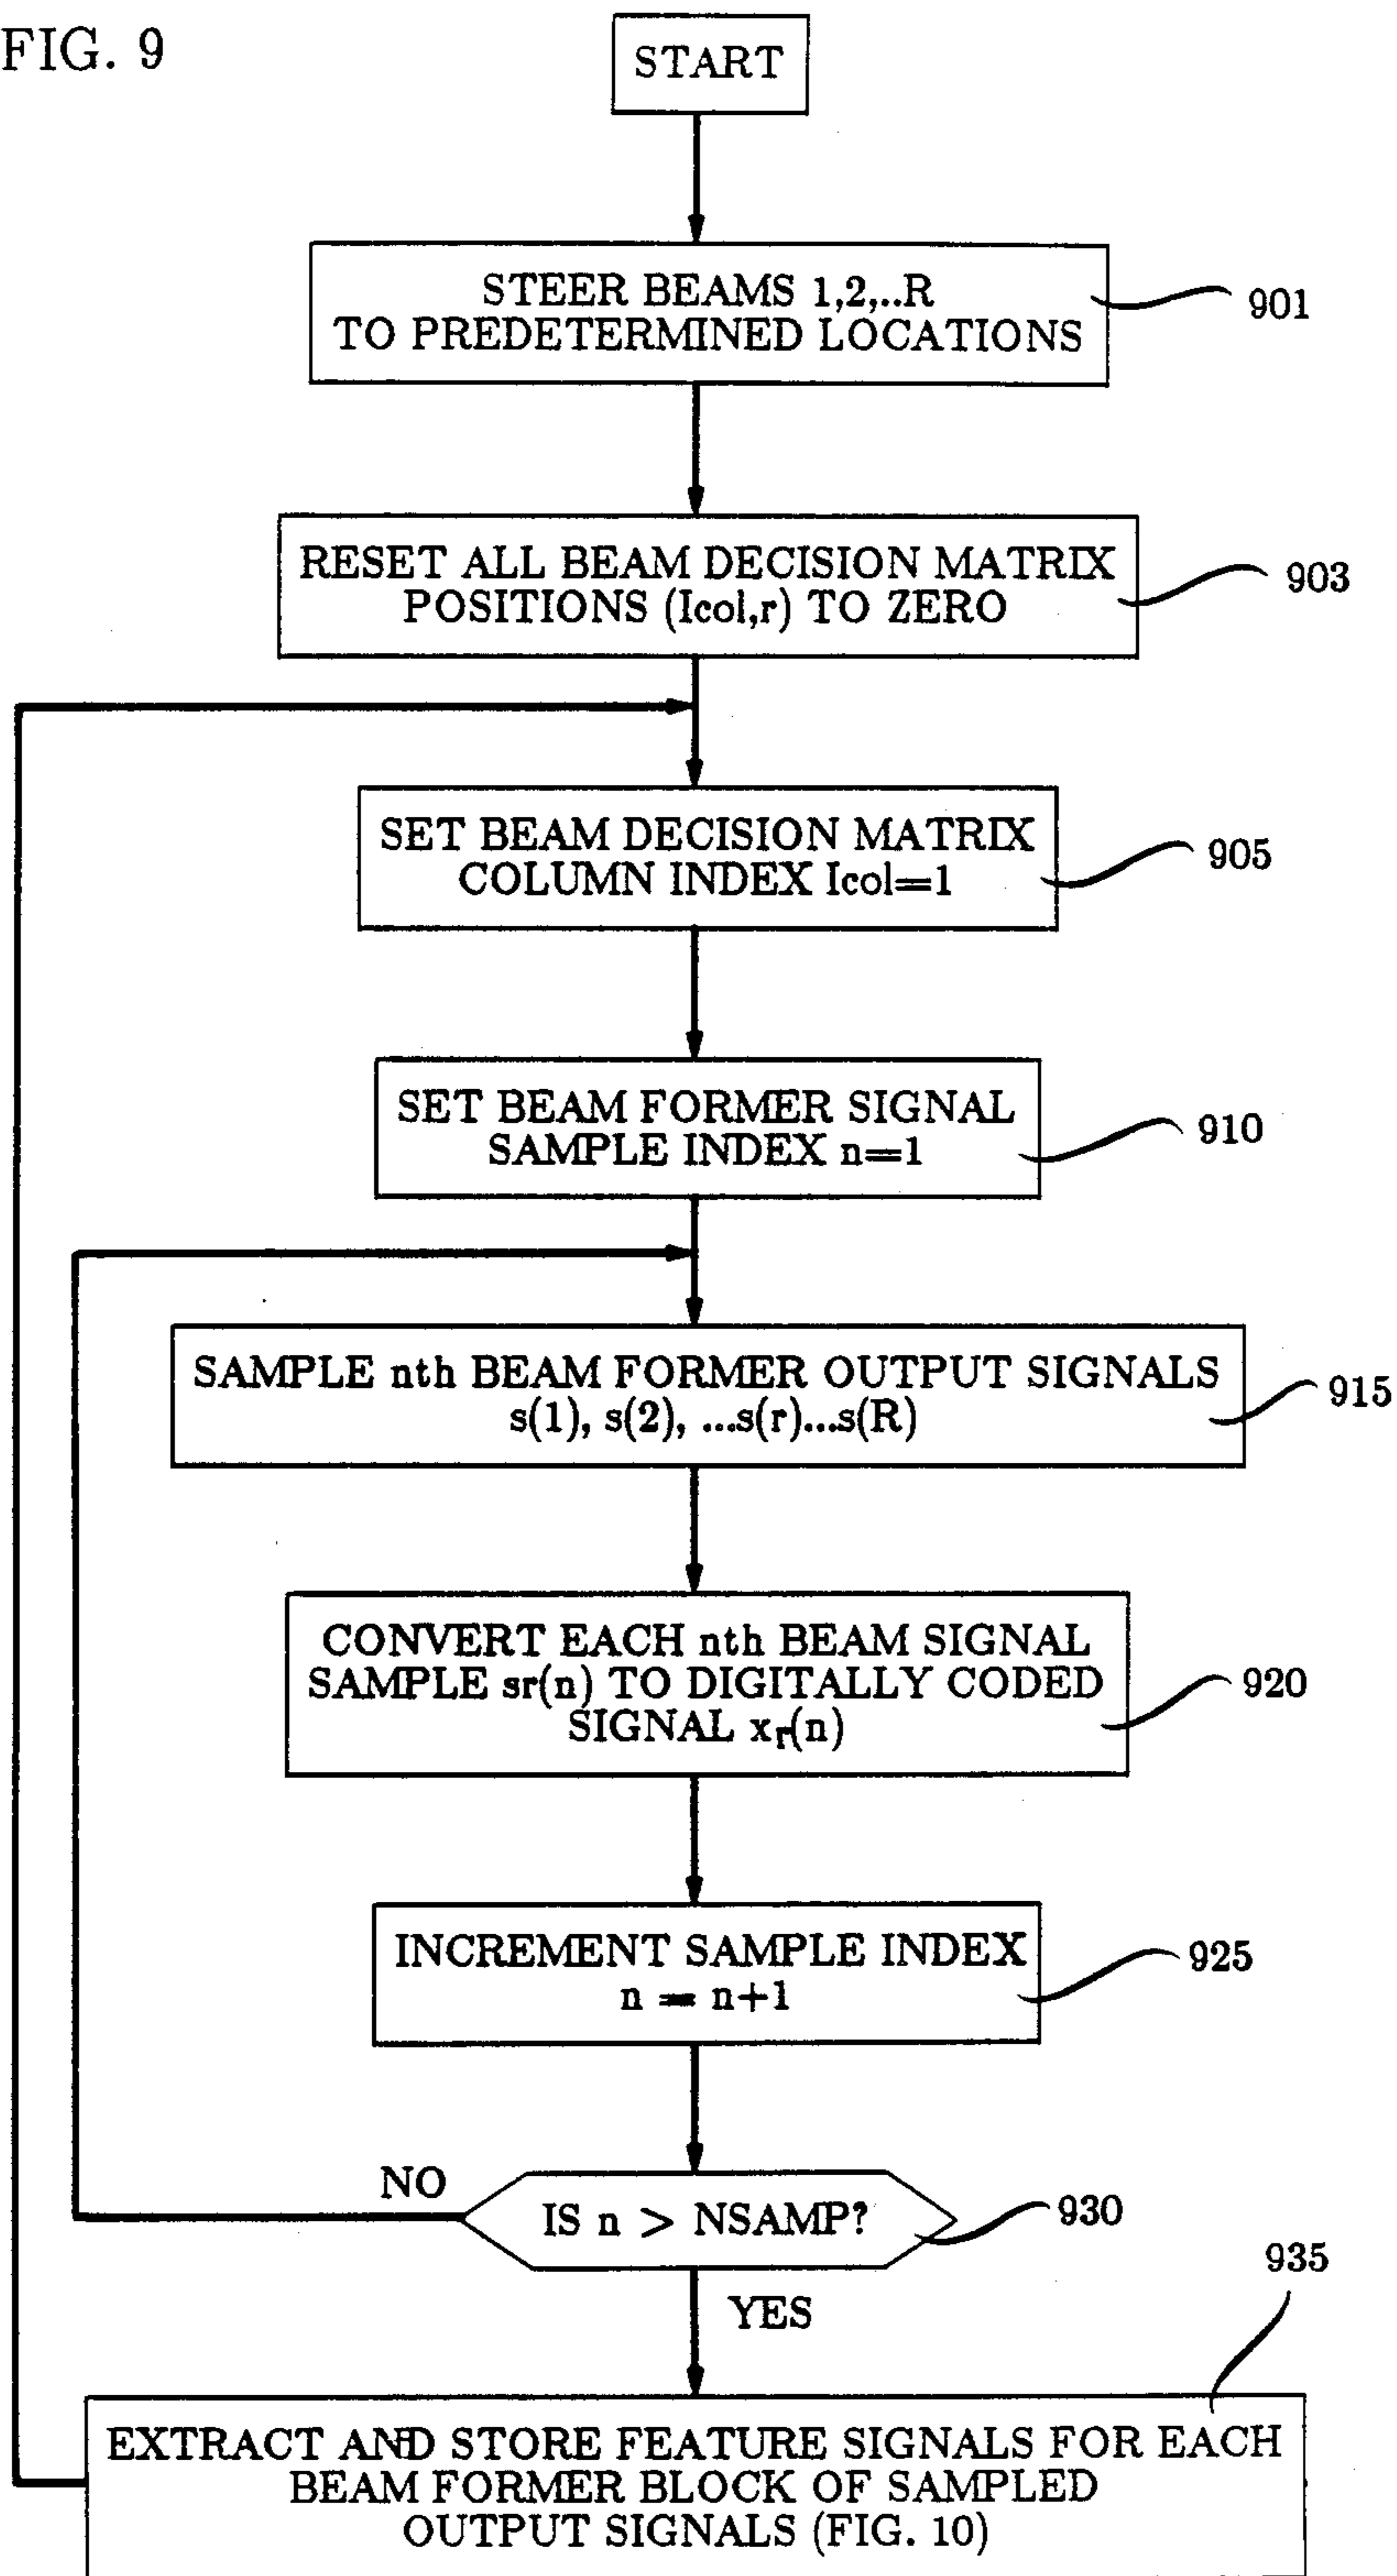 FIG. 9
START
STEER BEAMS 1,2,..R
TO PREDETERMINED LOCATIONS
901
RESET ALL BEAM DECISION MATRIX
POSITIONS (Icol,r) TO ZERO
903
SET BEAM DECISION MATRIX
COLUMN INDEX Icol=1
905
SET BEAM FORMER SIGNAL
SAMPLE INDEX n=1
910
SAMPLE nth BEAM FORMER OUTPUT SIGNALS
s(1), s(2), ...s(r)...s(R)
915
CONVERT EACH nth BEAM SIGNAL
SAMPLE sr(n) TO DIGITALLY CODED
SIGNAL xr(n)
920
INCREMENT SAMPLE INDEX
n = n+1
925
NO
IS n > NSAMP?
930
YES
935
EXTRACT AND STORE FEATURE SIGNALS FOR EACH
BEAM FORMER BLOCK OF SAMPLED
OUTPUT SIGNALS (FIG. 10)